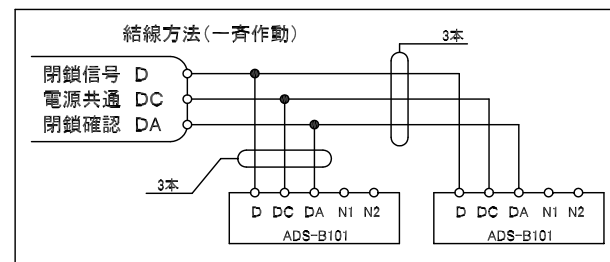 結線方法(一斉作動)
3本
閉鎖信号 D
電源共通 DC
閉鎖確認 DA
3本
D DC DA N1 N2
ADS-B101
D DC DA N1 N2
ADS-B101